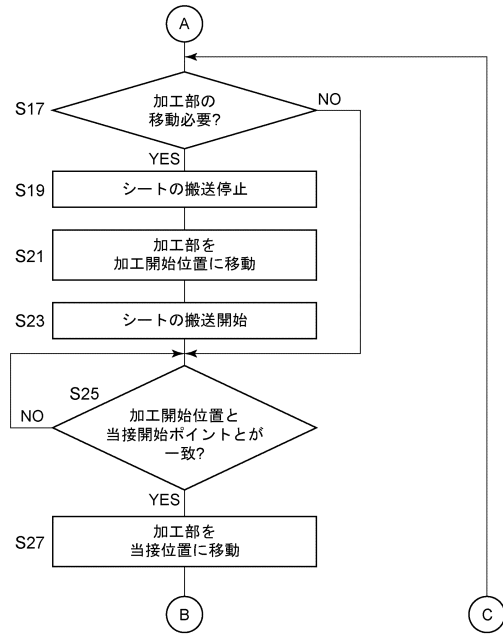 A
S17
加工部の
移動必要?
NO
YES
S19
シートの搬送停止
S21
加工部を
加工開始位置に移動
S23
シートの搬送開始
S25
NO
加工開始位置と
当接開始ポイントとが
一致?
YES
S27
加工部を
当接位置に移動
B
C